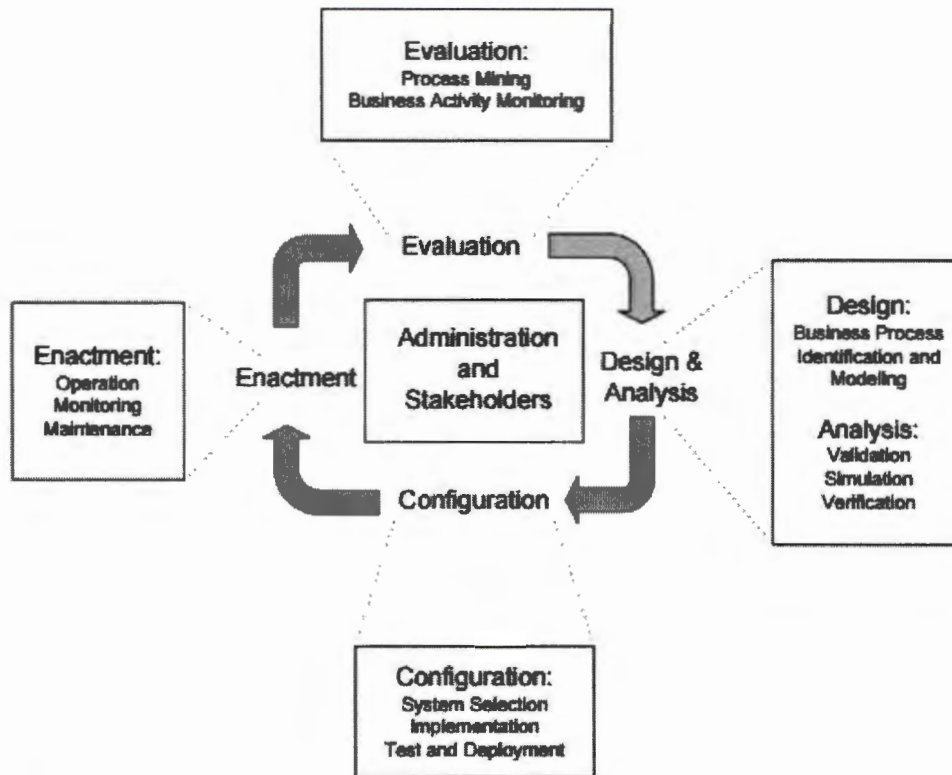 Evaluation:
Process Mining
Business Activity Monitoring
Evaluation
Administration
and
Stakeholders
Design &
Analysis
Design:
Business Process
Identification and
Modeling
Analysis:
Validation
Simulation
Verification
Enactment:
Operation
Monitoring
Maintenance
Enactment
Configuration
Configuration:
System Selection
Implementation
Test and Deployment